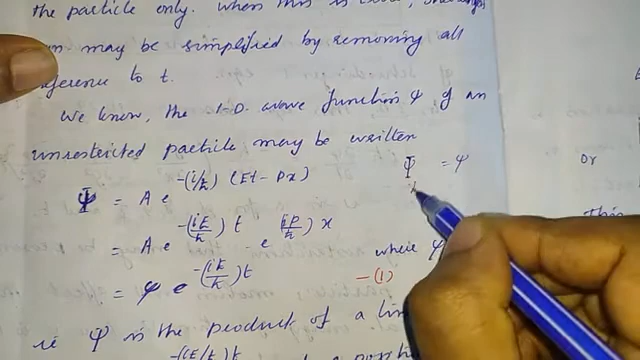 the particle only. When this is
may be simplified by removing all
to t.
We know, the 1-D. wave function Ψ of an
unrestricted particle may be written
Ψ = A e^{-(i/ħ) (Et - Px)}
Φ = ψ
or
= A e^{-(iE/ħ) t} · e^{(iP/ħ) x}
= ψ e^{-(iE/ħ) t} where ψ
-(1)
ie Ψ is the product of a
-(iE/ħ)t